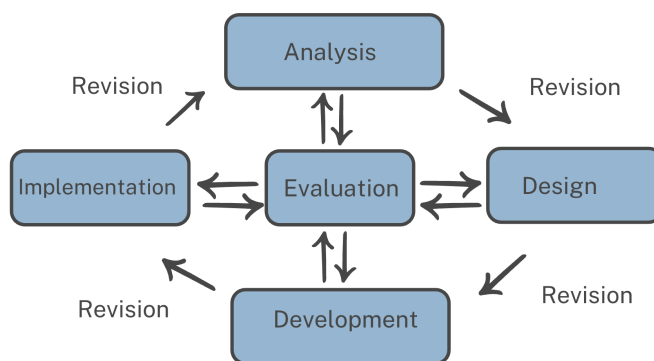 Analysis
Revision
Revision
Implementation
Evaluation
Design
Revision
Revision
Development